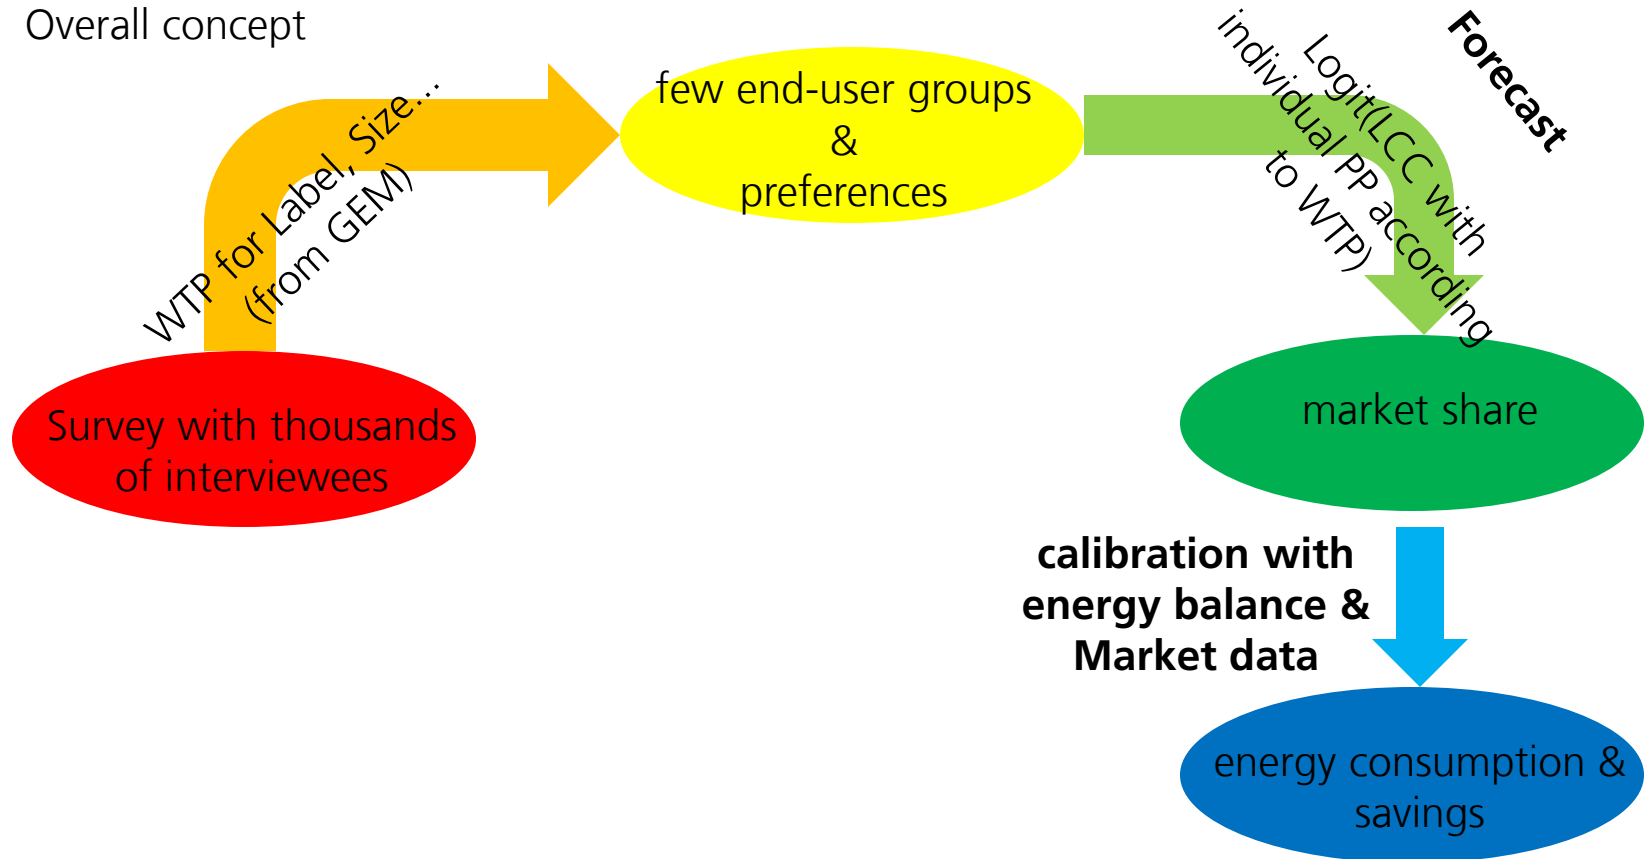 Overall concept
WTP for Label, Size...
(from GEM)
few end-user groups
&
preferences
Logit(LCC with
individual PP according
to WTP)
Forecast
Survey with thousands
of interviewees
market share
calibration with
energy balance &
Market data
energy consumption &
savings